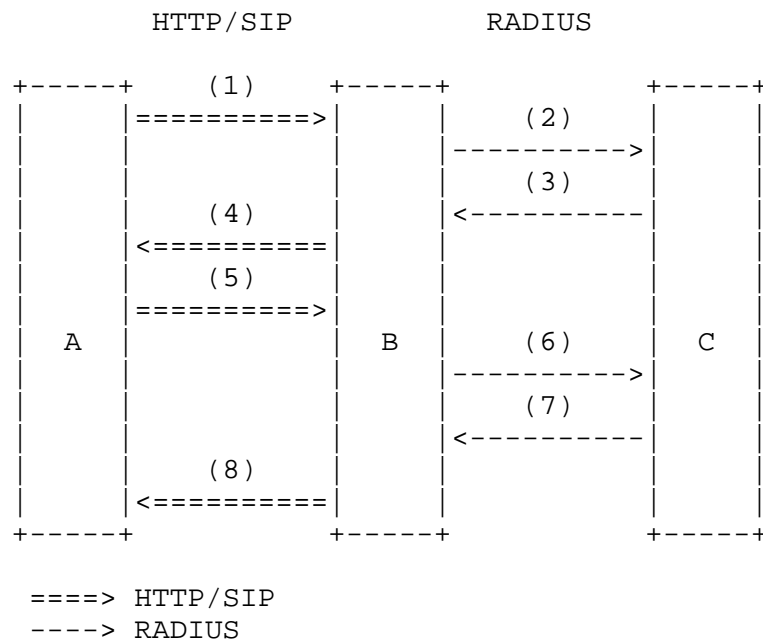 HTTP/SIP RADIUS
+-----+ (1) +-----+ +-----+
| |==========>| | (2) | |
| | | |---------->| |
| | | | (3) | |
| | (4) | |<----------| |
| |<==========| | | |
| | (5) | | | |
| |==========>| | | |
| A | | B | (6) | C |
| | | |---------->| |
| | | | (7) | |
| | | |<----------| |
| | (8) | | | |
| |<==========| | | |
+-----+ +-----+ +-----+
====> HTTP/SIP
----> RADIUS